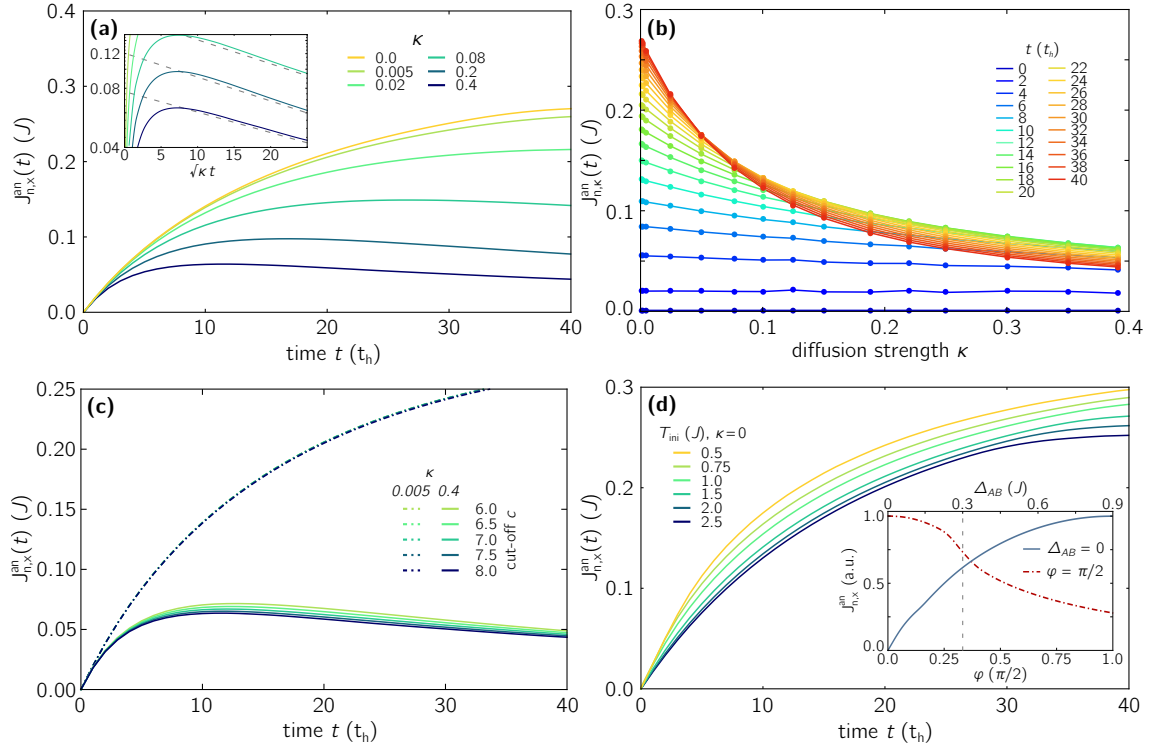 (a)
0.4
0.3
0.2
0.1
0.0
0 10 20 30 40
time t (t_h)
J^an_n,x(t) (J)
κ
0.0 0.08
0.005 0.2
0.02 0.4
0.12
0.08
0.04
0 5 10 15 20
√κ t
(b)
0.3
0.2
0.1
0.0
0.0 0.1 0.2 0.3 0.4
diffusion strength κ
J^an_n,κ(t) (J)
t (t_h)
0 22
2 24
4 26
6 28
8 30
10 32
12 34
14 36
16 38
18 40
20
(c)
0.25
0.20
0.15
0.10
0.05
0.00
0 10 20 30 40
time t (t_h)
J^an_n,x(t) (J)
κ
0.005 0.4
6.0
6.5
7.0
7.5
8.0
cut-off c
(d)
0.3
0.2
0.1
0.0
0 10 20 30 40
time t (t_h)
J^an_n,x(t) (J)
T_ini (J), κ=0
0.5
0.75
1.0
1.5
2.0
2.5
Δ_AB (J)
0 0.3 0.6 0.9
1.0
0.5
0.0
J^an_n,x (a.u.)
Δ_AB = 0
φ = π/2
0.0 0.25 0.5 0.75 1.0
φ (π/2)